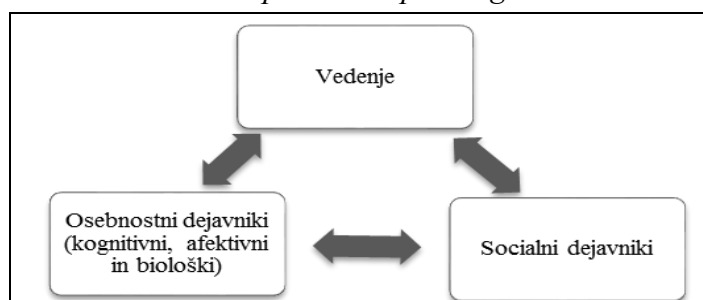 Vedenje
Osebnostni dejavniki
(kognitivni, afektivni
in biološki)
Socialni dejavniki